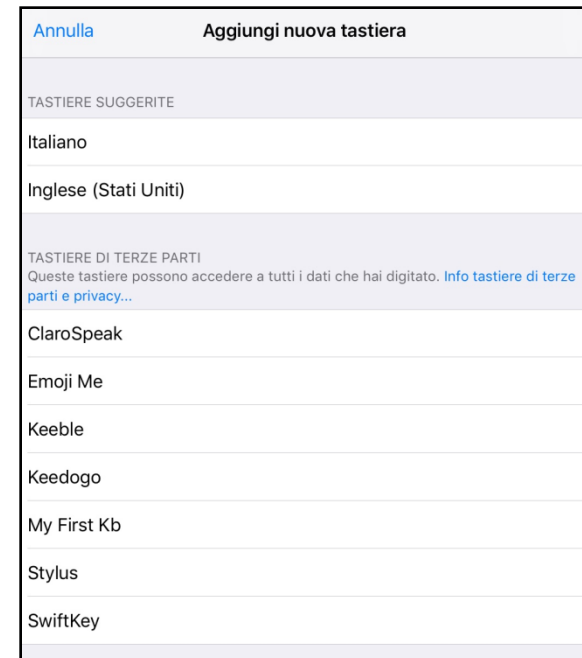 Annulla Aggiungi nuova tastiera
TASTIERE SUGGERITE
Italiano
Inglese (Stati Uniti)
TASTIERE DI TERZE PARTI
Queste tastiere possono accedere a tutti i dati che hai digitato. Info tastiere di terze
parti e privacy...
ClaroSpeak
Emoji Me
Keeble
Keedogo
My First Kb
Stylus
SwiftKey